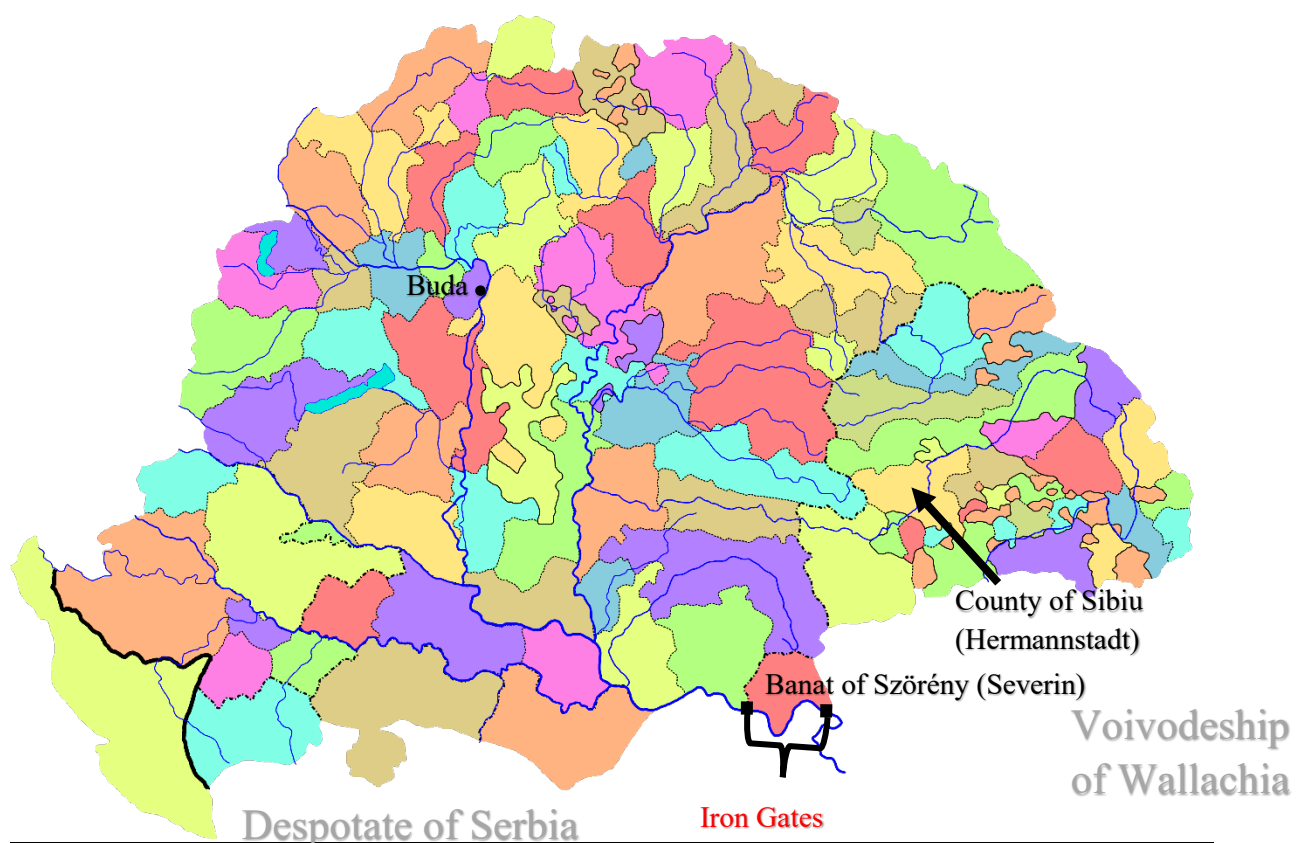 Buda
County of Sibiu
(Hermannstadt)
Banat of Szörény (Severin)
Voivodeship
of Wallachia
Iron Gates
Despotate of Serbia